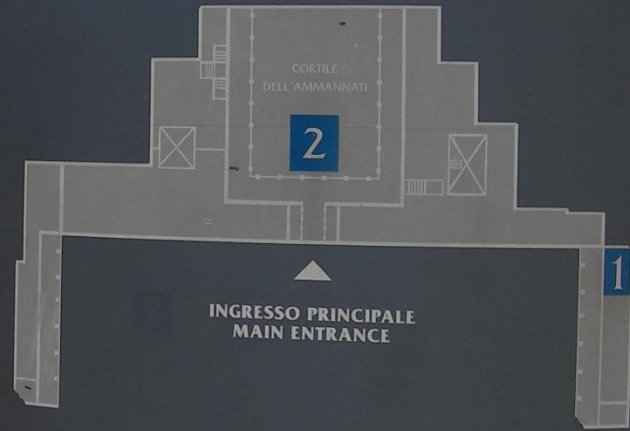 CORTILE
DELL'AMMANNATI
2
1
INGRESSO PRINCIPALE
MAIN ENTRANCE